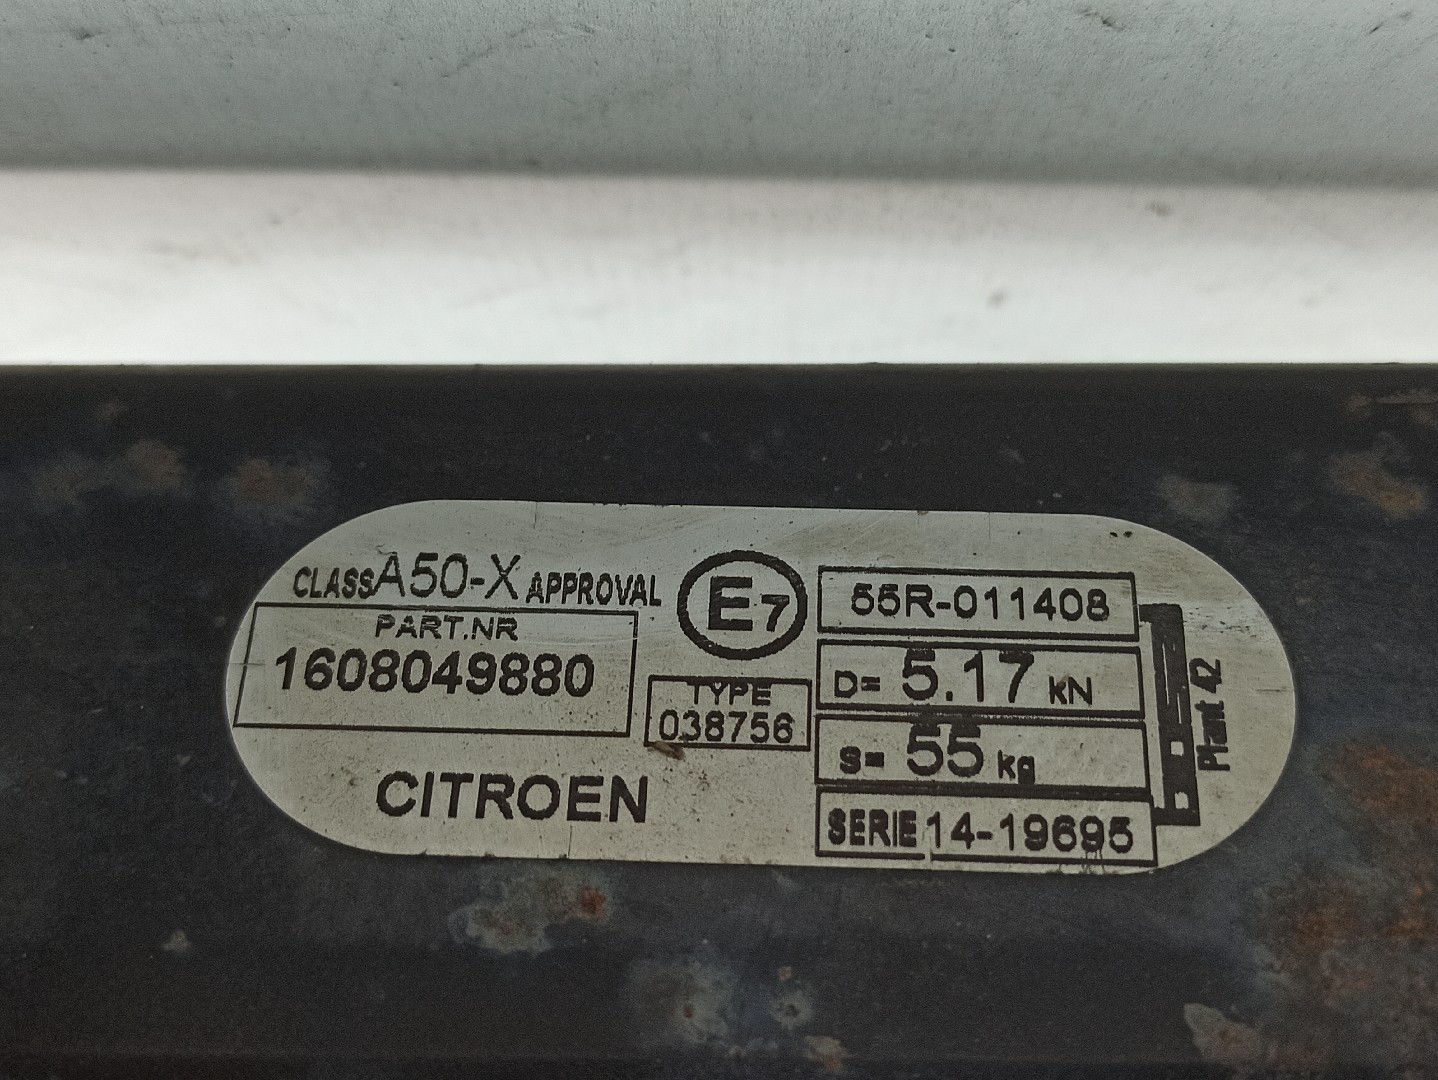 CLASS A50-X APPROVAL
PART.NR
1608049880
CITROEN
E7
TYPE
038756
55R-011408
D= 5.17 kN
S= 55 kg
SERIE 14-19695
Plant 42